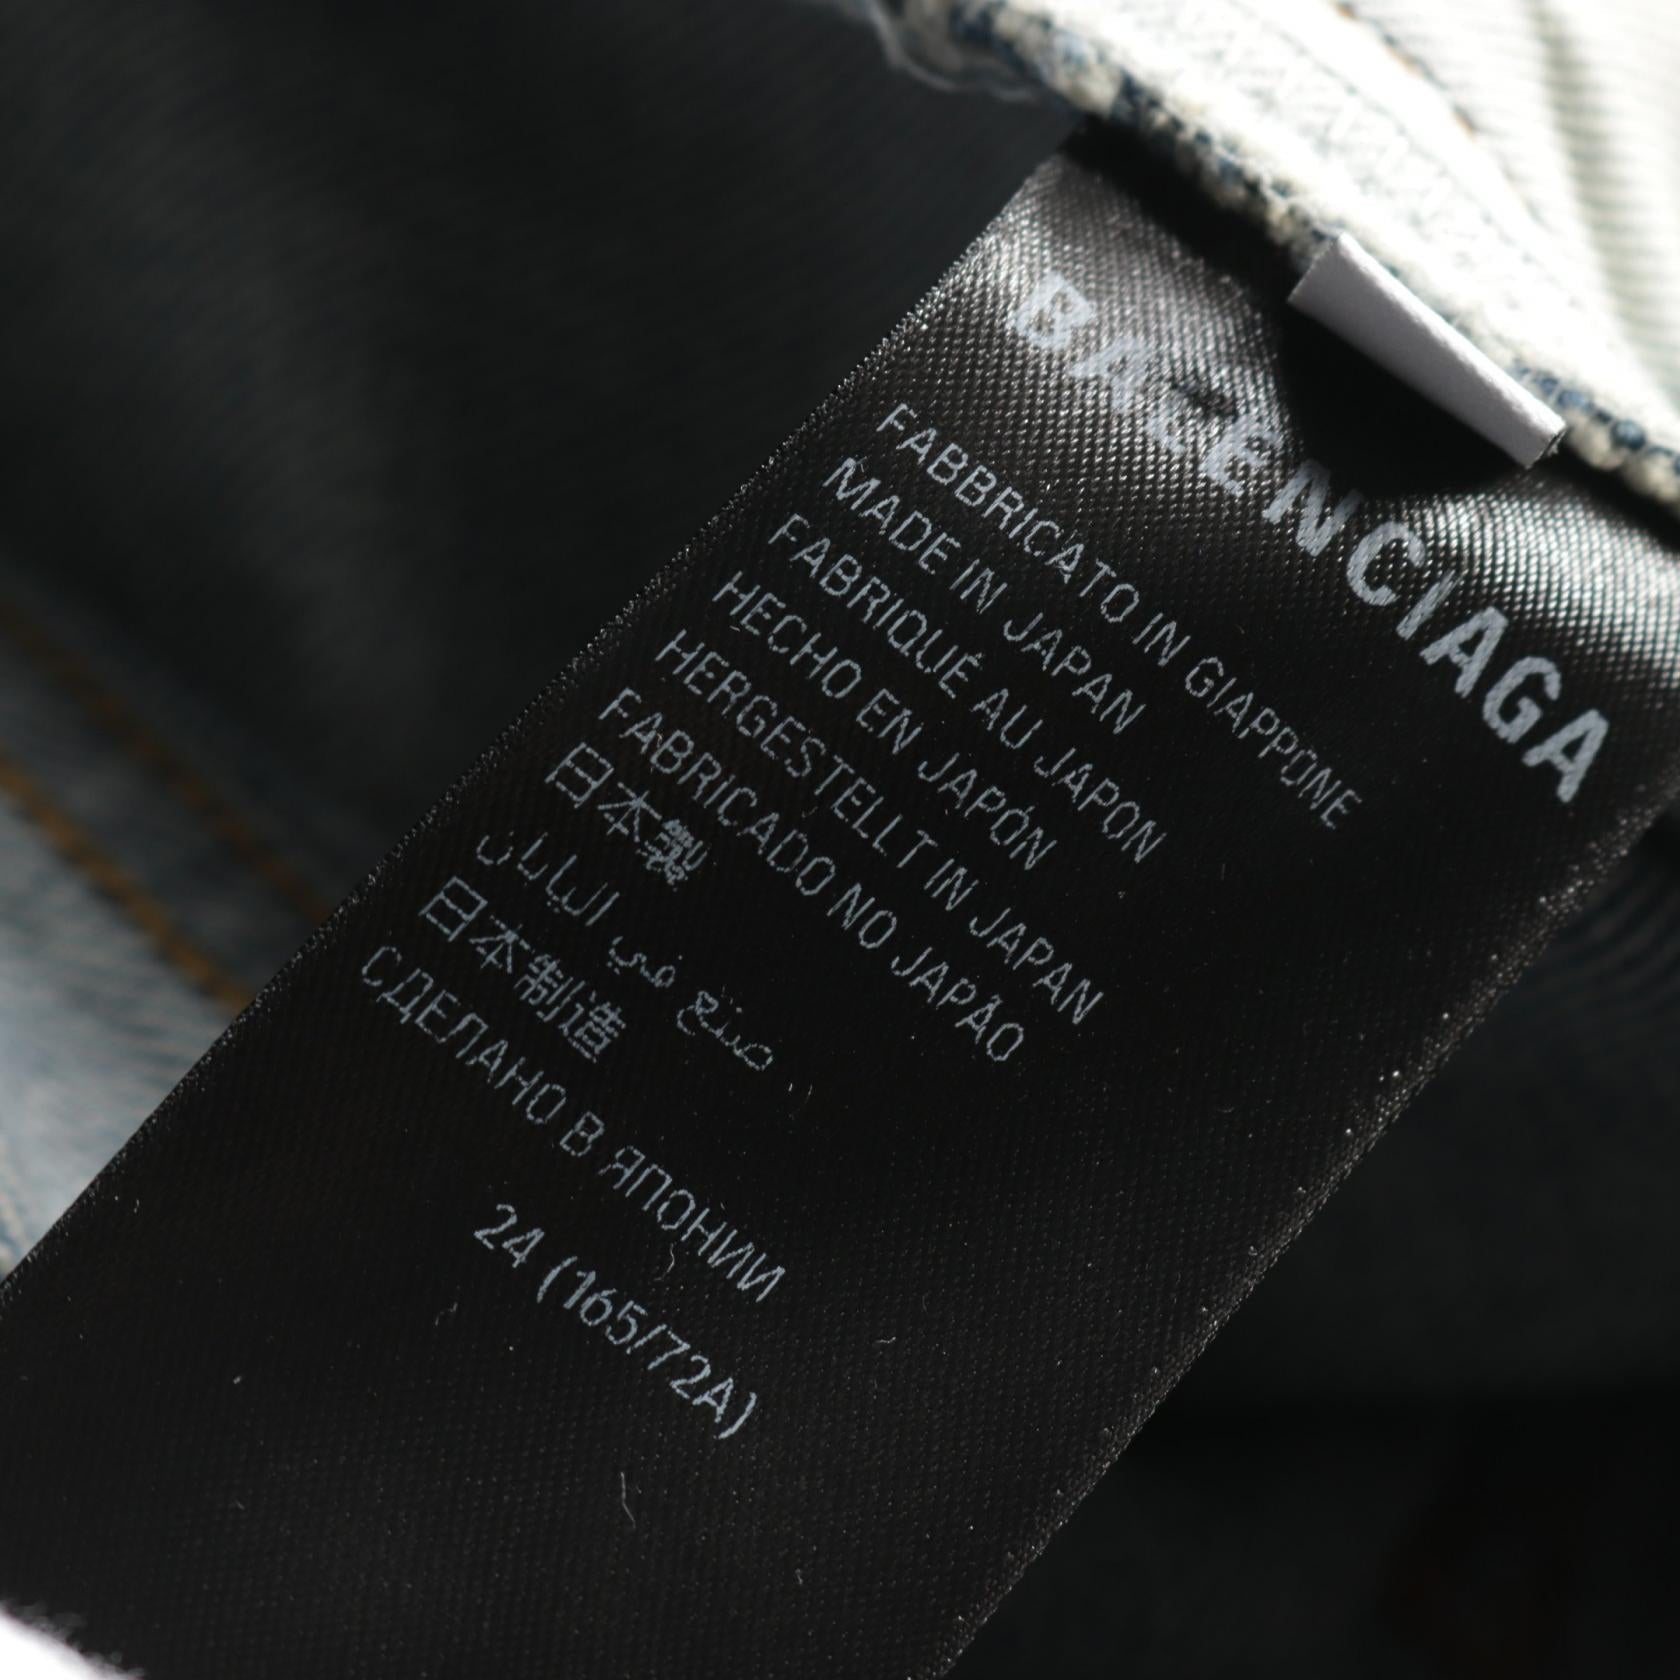 BALENCIAGA
FABBRICATO IN GIAPPONE
MADE IN JAPAN
FABRIQUÉ AU JAPON
HECHO EN JAPÓN
HERGESTELLT IN JAPAN
FABRICADO NO JAPÃO
日本製
صنع في اليابان
日本制造
СДЕЛАНО В ЯПОНИИ
24 (165/72A)